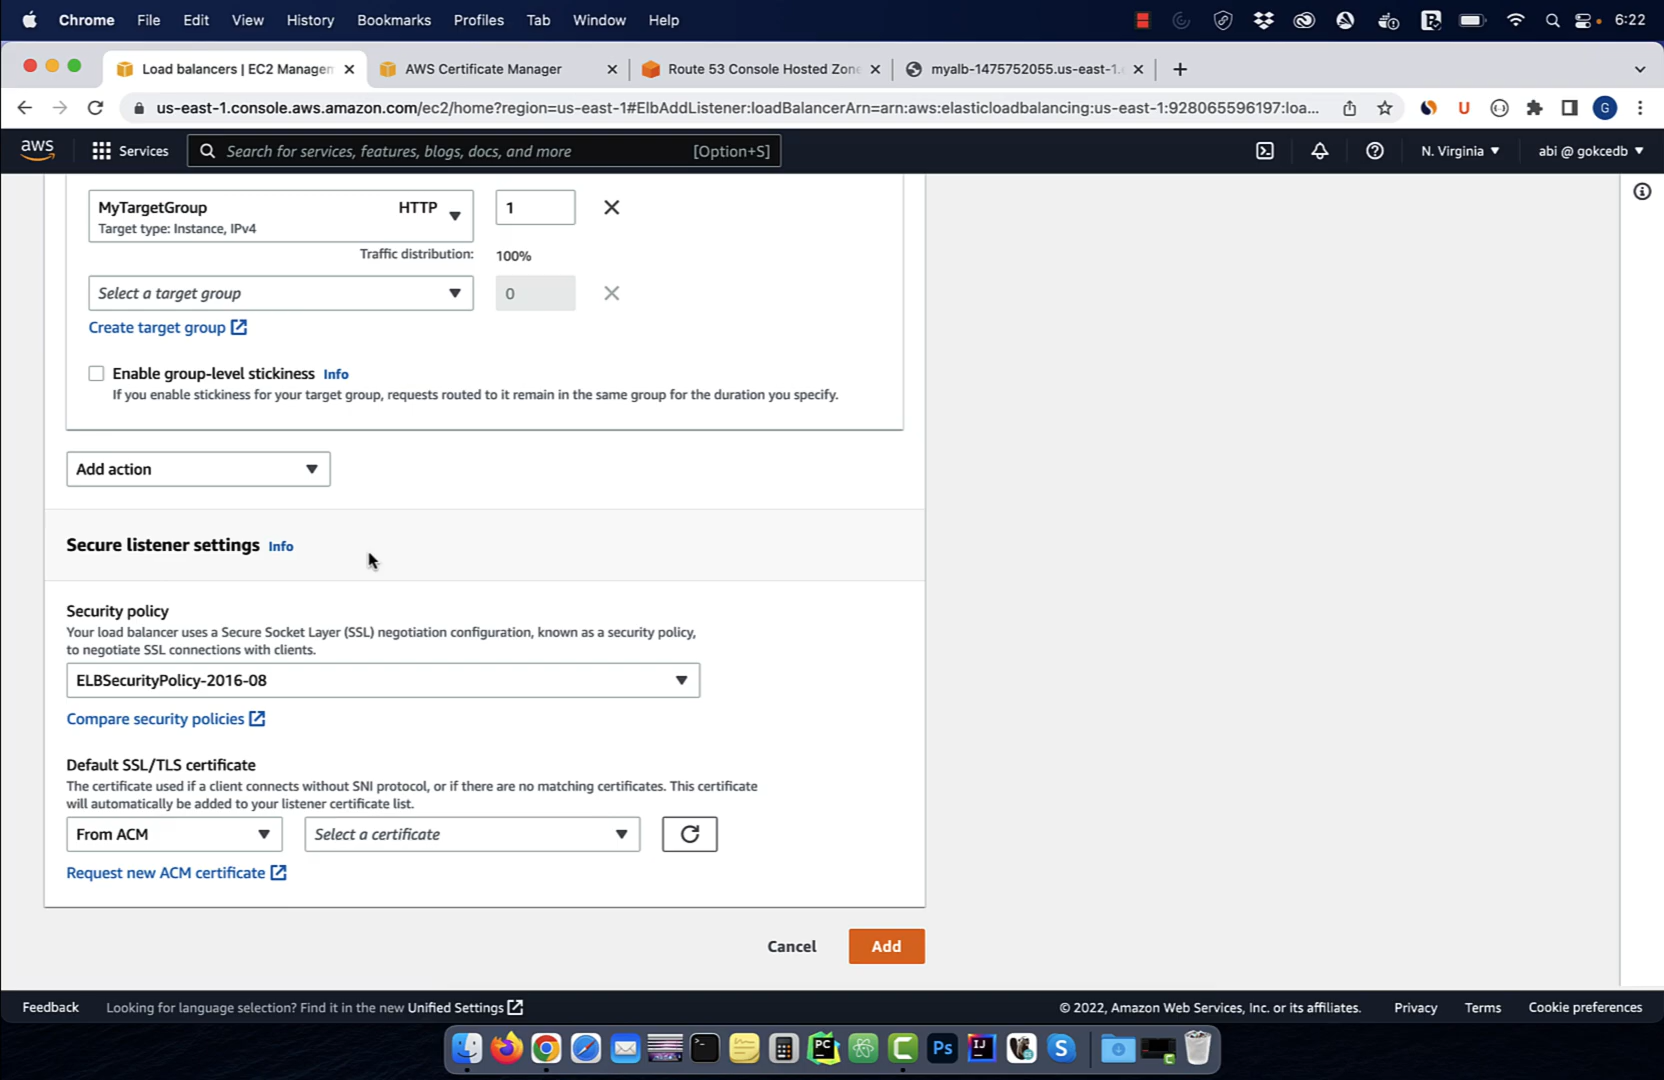 Chrome File Edit View History Bookmarks Profiles Tab Window Help 6:22
Load balancers | EC2 Managen AWS Certificate Manager Route 53 Console Hosted Zone myalb-1475752055.us-east-1.
us-east-1.console.aws.amazon.com/ec2/home?region=us-east-1#ElbAddListener:loadBalancerArn=arn:aws:elasticloadbalancing:us-east-1:928065596197:loa... U G
aws Services Search for services, features, blogs, docs, and more [Option+S] N. Virginia abi @ gokcedb
MyTargetGroup HTTP 1
Target type: Instance, IPv4
Traffic distribution: 100%
Select a target group 0
Create target group
Enable group-level stickiness Info
If you enable stickiness for your target group, requests routed to it remain in the same group for the duration you specify.
Add action
Secure listener settings Info
Security policy
Your load balancer uses a Secure Socket Layer (SSL) negotiation configuration, known as a security policy,
to negotiate SSL connections with clients.
ELBSecurityPolicy-2016-08
Compare security policies
Default SSL/TLS certificate
The certificate used if a client connects without SNI protocol, or if there are no matching certificates. This certificate
will automatically be added to your listener certificate list.
From ACM Select a certificate
Request new ACM certificate
Cancel Add
Feedback Looking for language selection? Find it in the new Unified Settings © 2022, Amazon Web Services, Inc. or its affiliates. Privacy Terms Cookie preferences
PC Ps IJ S